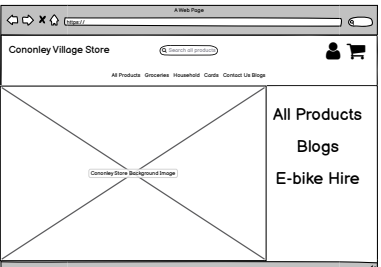 A Web Page
https://
Cononley Village Store
Search all products
All Products Groceries Household Cards Contact Us Blogs
Cononley Store Background Image
All Products
Blogs
E-bike Hire